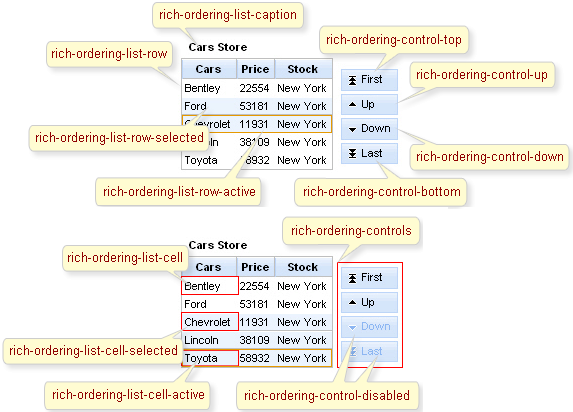 rich-ordering-list-caption
rich-ordering-control-top
Cars Store
rich-ordering-list-row
Cars Price Stock
First
rich-ordering-control-up
Bentley 22554 New York
Up
Ford 53181 New York
Chevrolet 11931 New York
Down
rich-ordering-list-row-selected
38109 New York
Last
rich-ordering-control-down
Toyota 8932 New York
rich-ordering-list-row-active
rich-ordering-control-bottom
rich-ordering-controls
Cars Store
rich-ordering-list-cell
Cars Price Stock
First
Bentley 22554 New York
Up
Ford 53181 New York
Chevrolet 11931 New York
Down
Lincoln 38109 New York
rich-ordering-list-cell-selected
Last
Toyota 58932 New York
rich-ordering-list-cell-active
rich-ordering-control-disabled